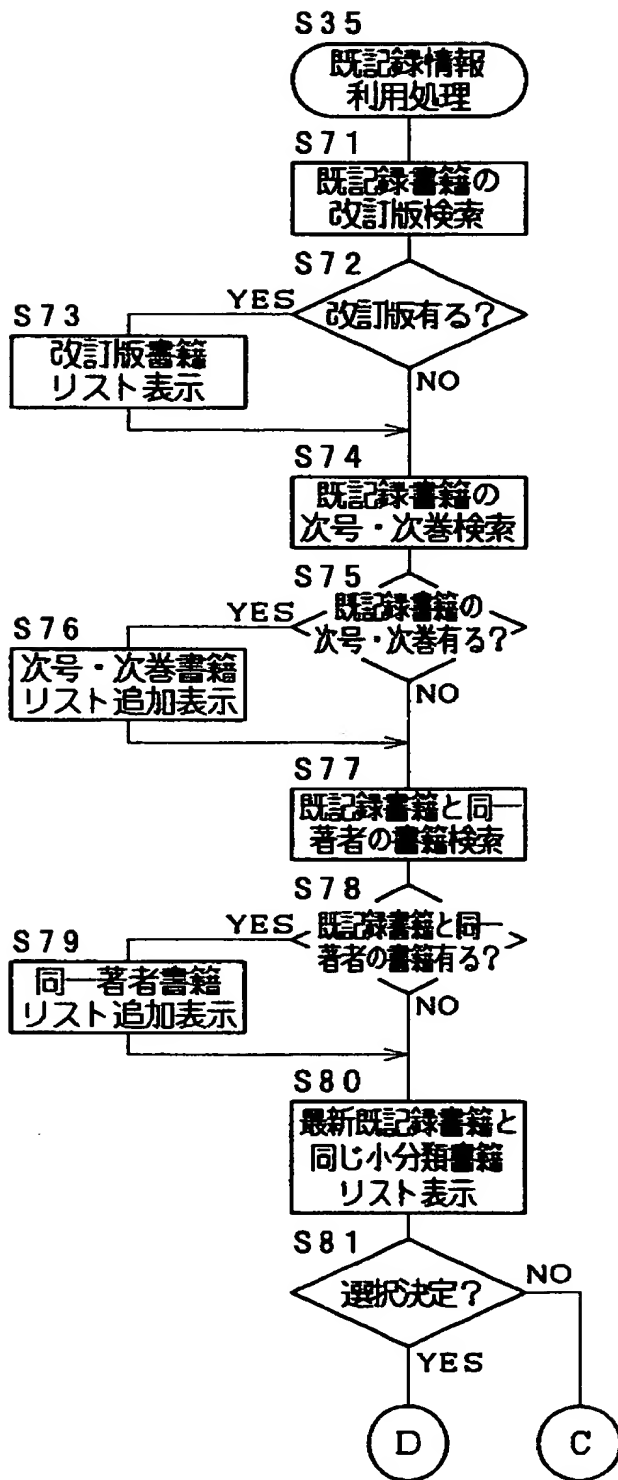 S35
既記録情報
利用処理
S71
既記録書籍の
改訂版検索
S72
YES
改訂版有る?
NO
S73
改訂版書籍
リスト表示
S74
既記録書籍の
次号・次巻検索
S75
YES
既記録書籍の
次号・次巻有る?
NO
S76
次号・次巻書籍
リスト追加表示
S77
既記録書籍と同一
著者の書籍検索
S78
YES
既記録書籍と同一
著者の書籍有る?
NO
S79
同一著者書籍
リスト追加表示
S80
最新既記録書籍と
同じ小分類書籍
リスト表示
S81
選択決定?
NO
YES
D
C